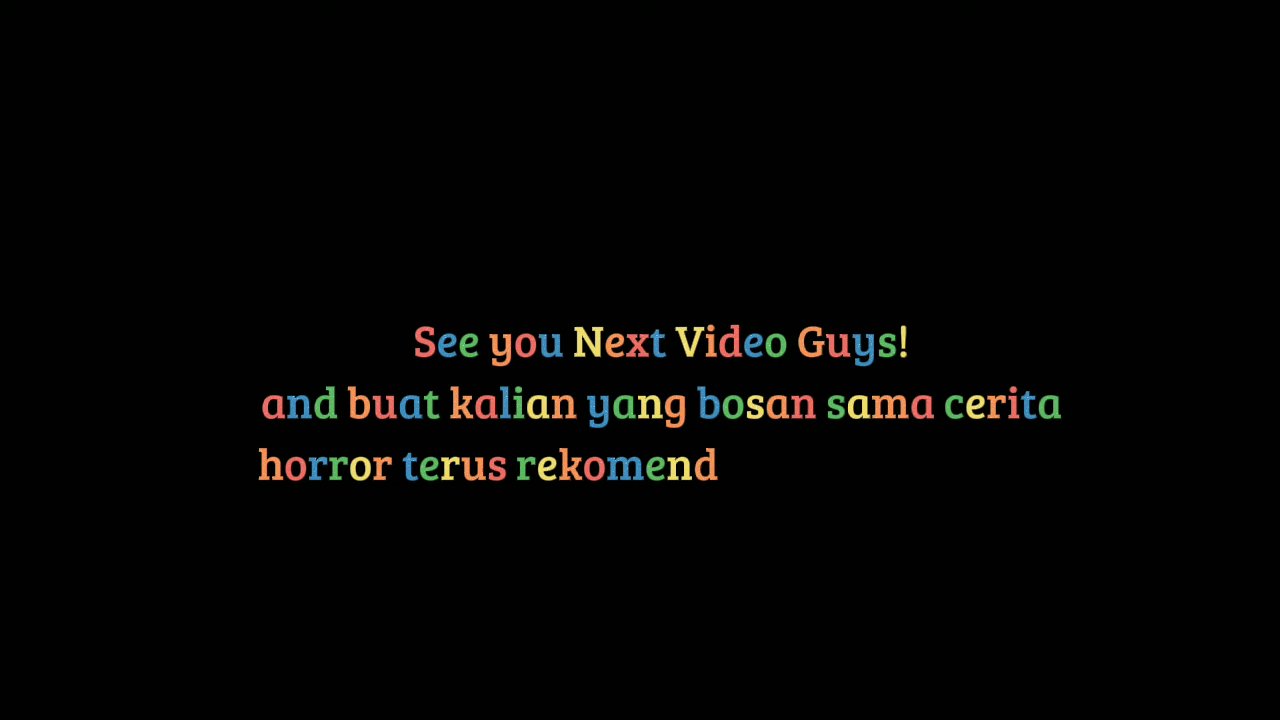 See you Next Video Guys!
and buat kalian yang bosan sama cerita
horror terus rekomend